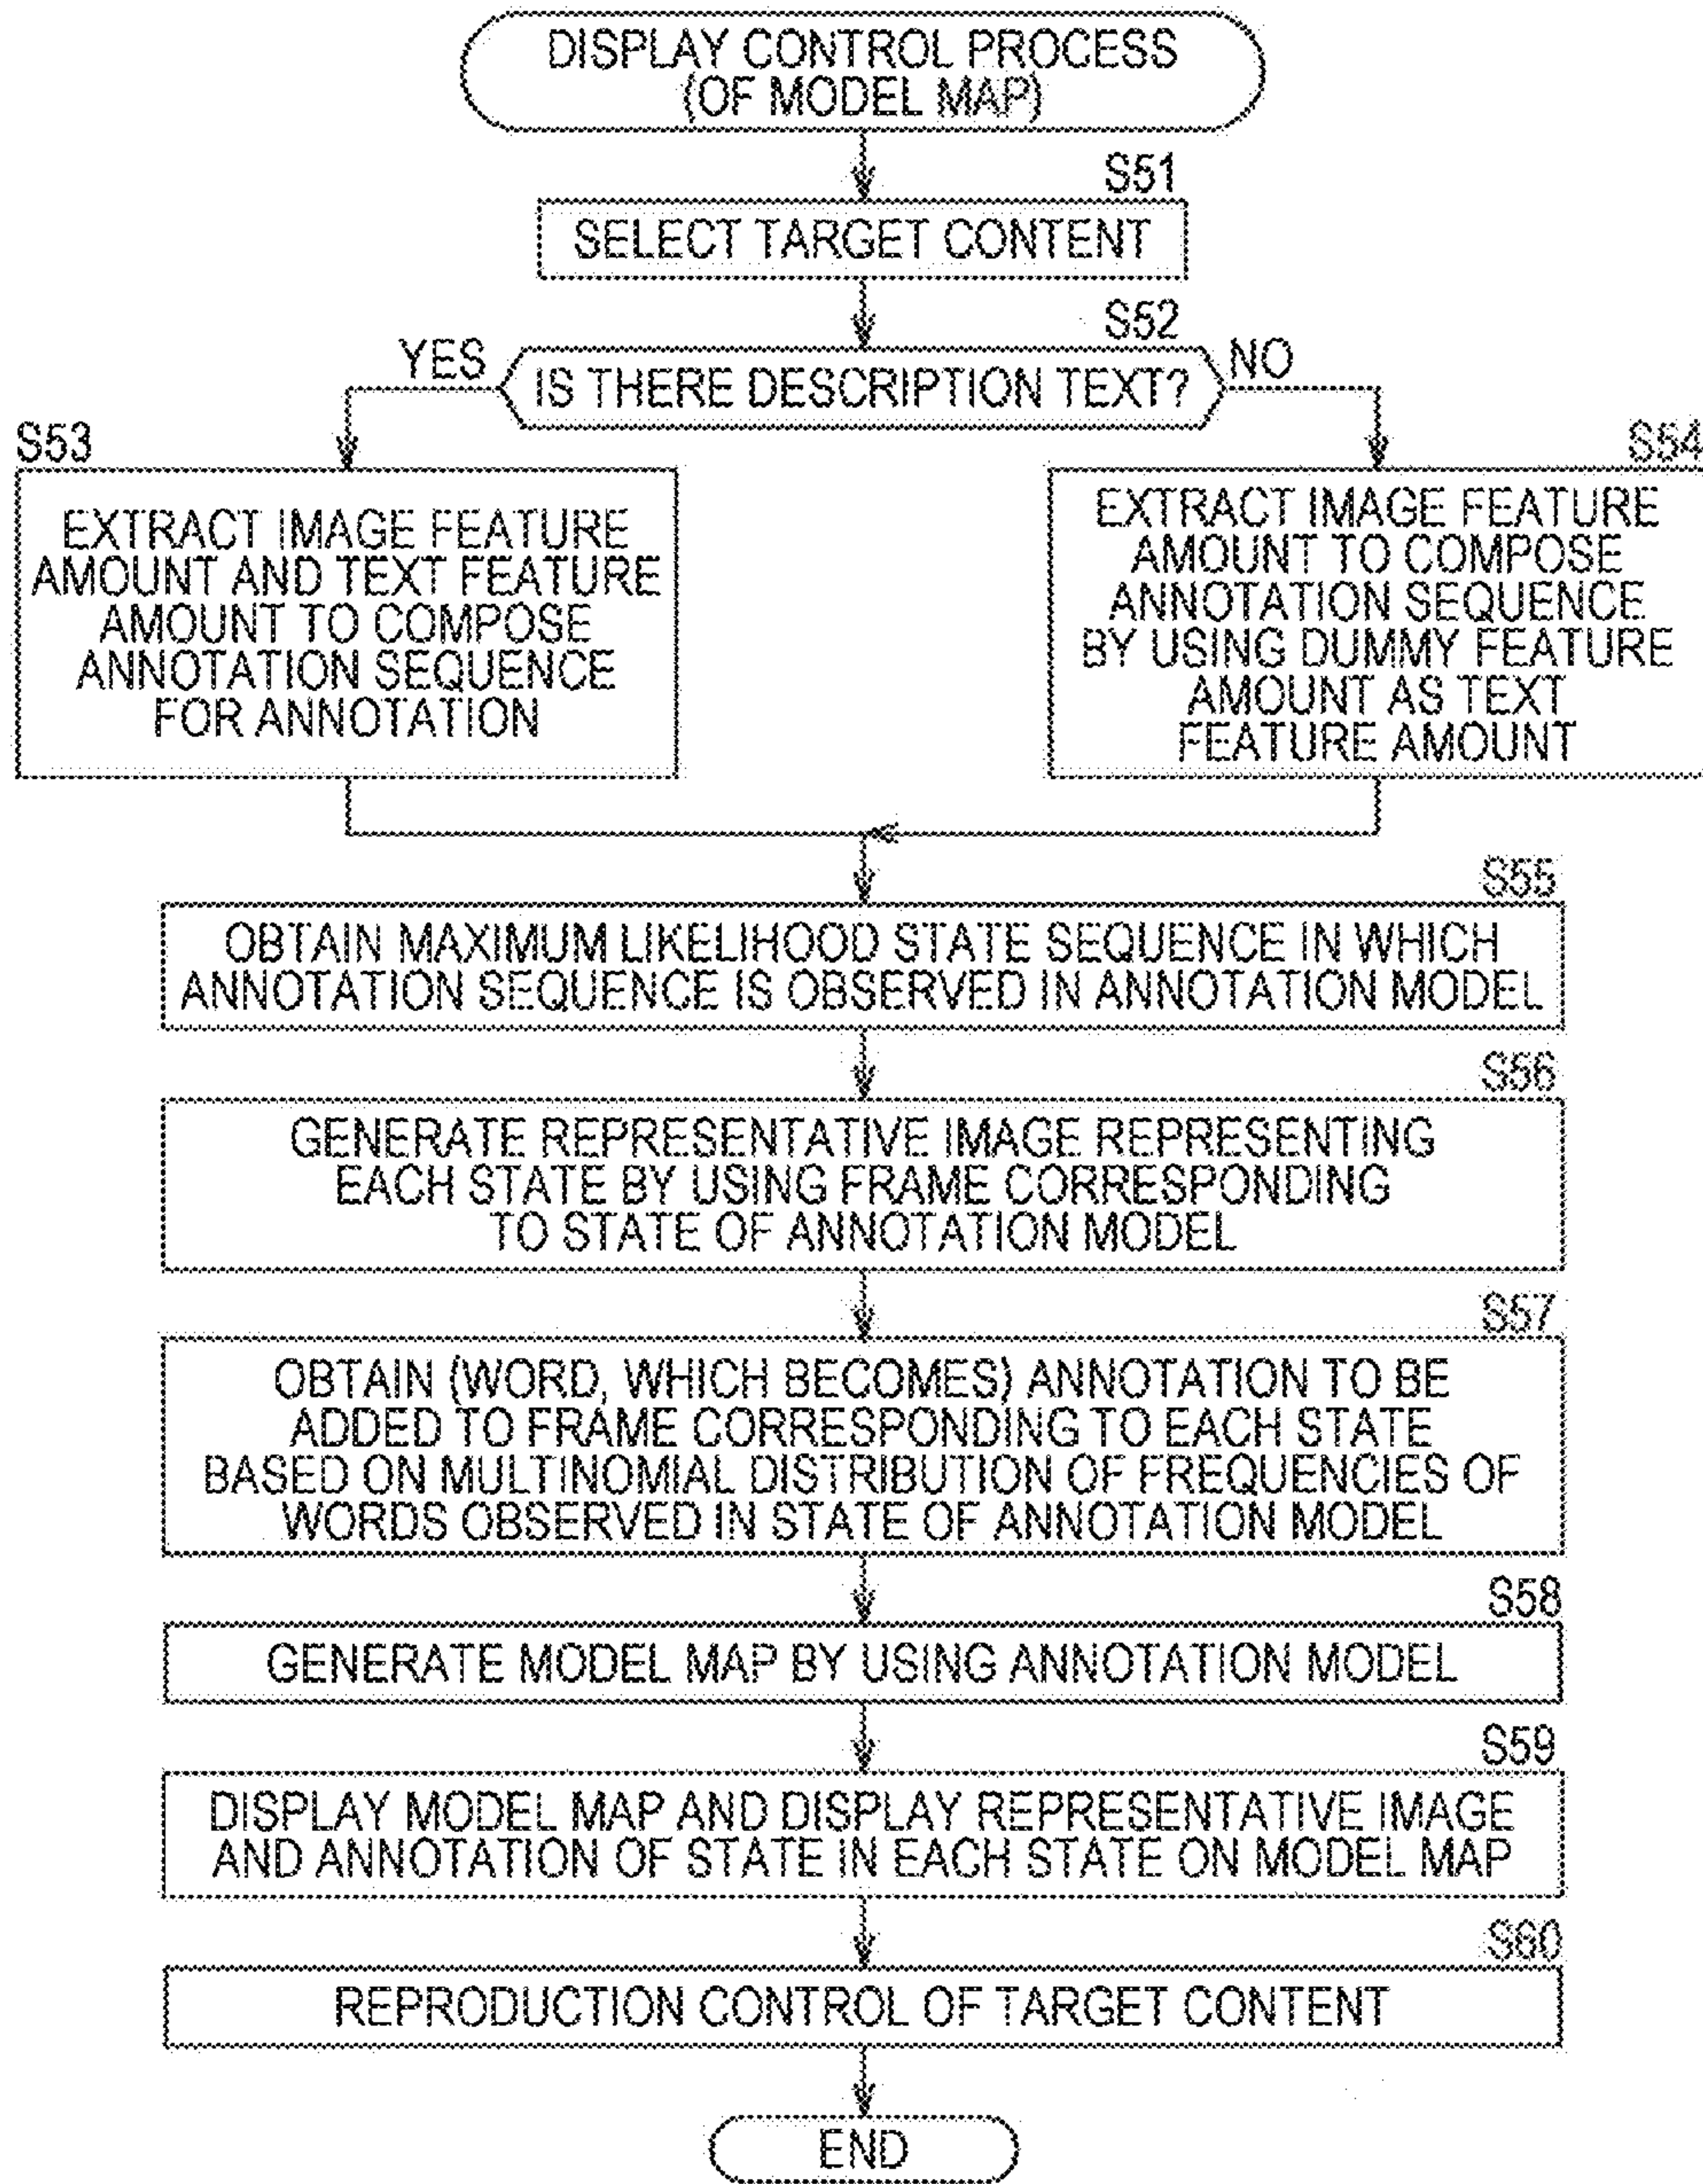 DISPLAY CONTROL PROCESS
(OF MODEL MAP)
S51
SELECT TARGET CONTENT
S52
YES
IS THERE DESCRIPTION TEXT?
NO
S53
EXTRACT IMAGE FEATURE
AMOUNT AND TEXT FEATURE
AMOUNT TO COMPOSE
ANNOTATION SEQUENCE
FOR ANNOTATION
S54
EXTRACT IMAGE FEATURE
AMOUNT TO COMPOSE
ANNOTATION SEQUENCE
BY USING DUMMY FEATURE
AMOUNT AS TEXT
FEATURE AMOUNT
S55
OBTAIN MAXIMUM LIKELIHOOD STATE SEQUENCE IN WHICH
ANNOTATION SEQUENCE IS OBSERVED IN ANNOTATION MODEL
S56
GENERATE REPRESENTATIVE IMAGE REPRESENTING
EACH STATE BY USING FRAME CORRESPONDING
TO STATE OF ANNOTATION MODEL
S57
OBTAIN (WORD, WHICH BECOMES) ANNOTATION TO BE
ADDED TO FRAME CORRESPONDING TO EACH STATE
BASED ON MULTINOMIAL DISTRIBUTION OF FREQUENCIES OF
WORDS OBSERVED IN STATE OF ANNOTATION MODEL
S58
GENERATE MODEL MAP BY USING ANNOTATION MODEL
S59
DISPLAY MODEL MAP AND DISPLAY REPRESENTATIVE IMAGE
AND ANNOTATION OF STATE IN EACH STATE ON MODEL MAP
S60
REPRODUCTION CONTROL OF TARGET CONTENT
END